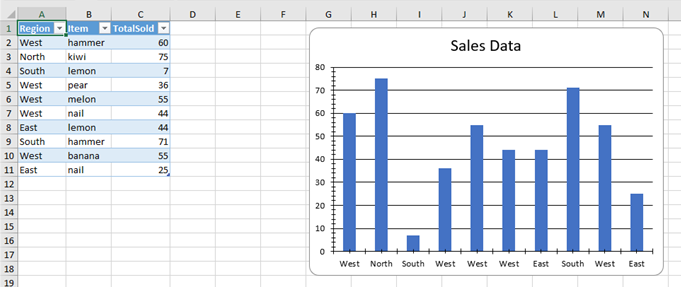 A B C D E F G H I J K L M N
1 Region Item TotalSold
2 West hammer 60
3 North kiwi 75
4 South lemon 7
5 West pear 36
6 West melon 55
7 West nail 44
8 East lemon 44
9 South hammer 71
10 West banana 55
11 East nail 25
12
13
14
15
16
17
18
19
Sales Data
80
70
60
50
40
30
20
10
0
West North South West West West East South West East